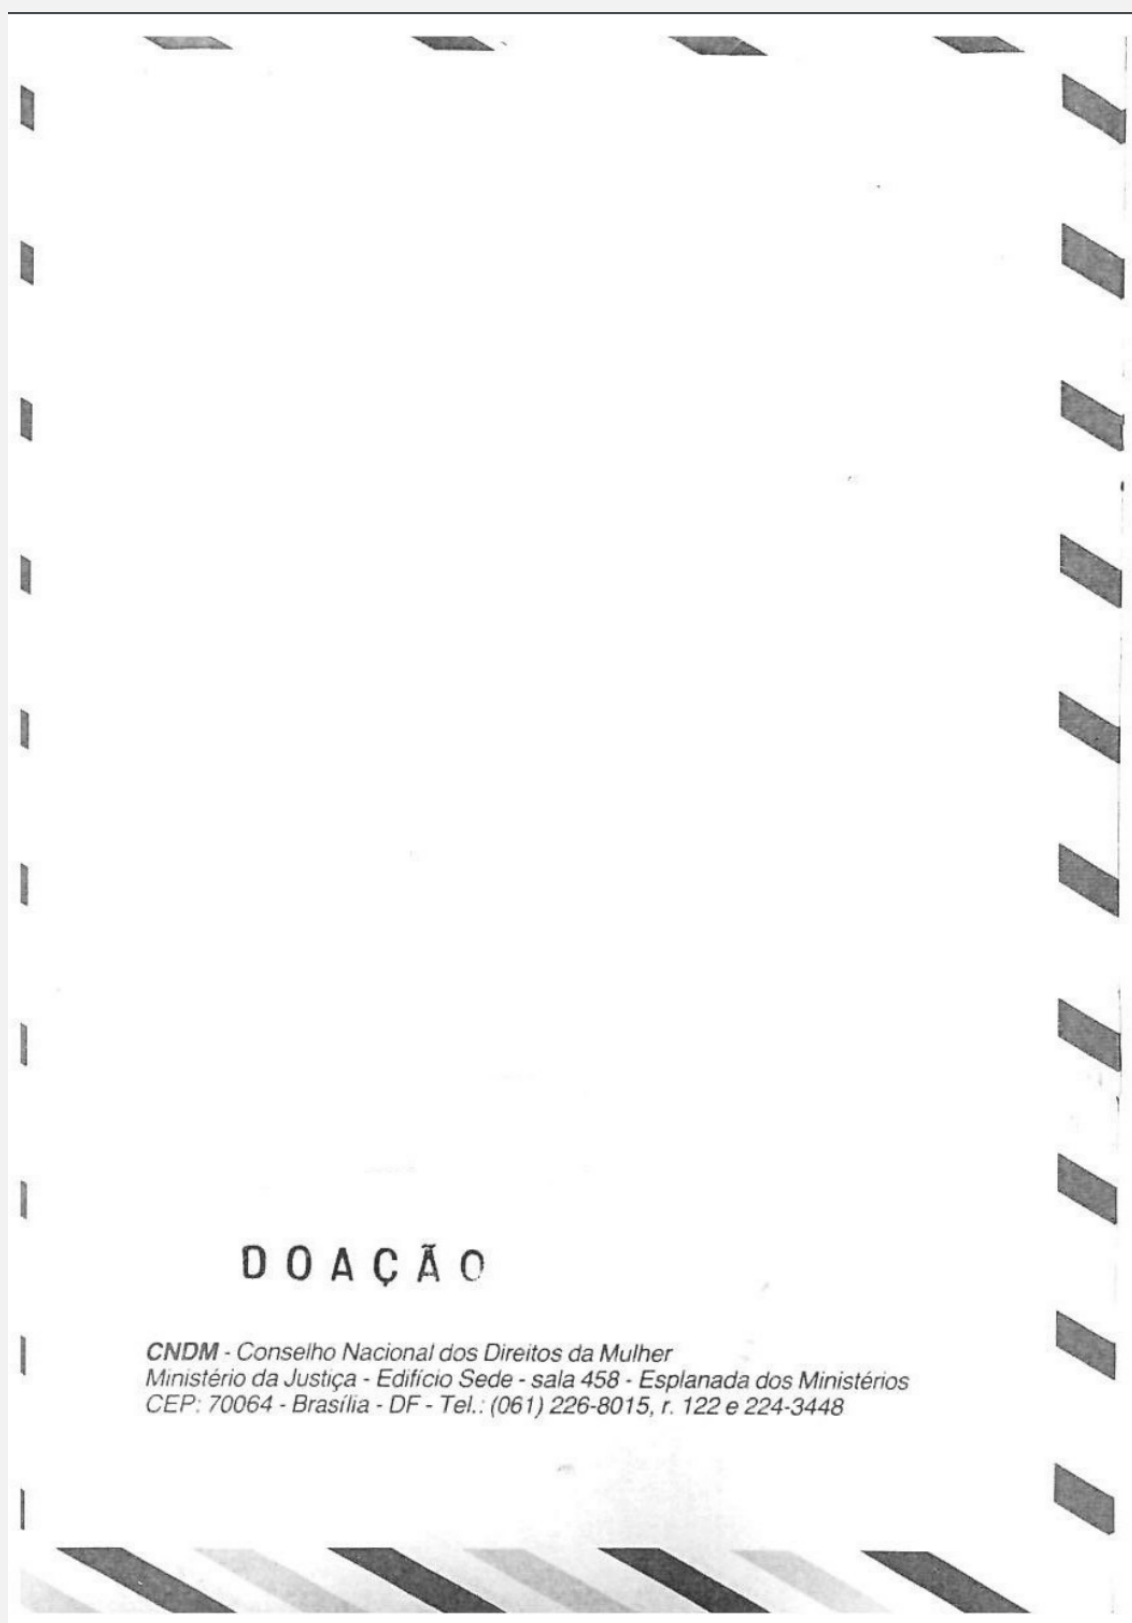 DOAÇÃO
CNDM - Conselho Nacional dos Direitos da Mulher
Ministério da Justiça - Edifício Sede - sala 458 - Esplanada dos Ministérios
CEP: 70064 - Brasília - DF - Tel.: (061) 226-8015, r. 122 e 224-3448